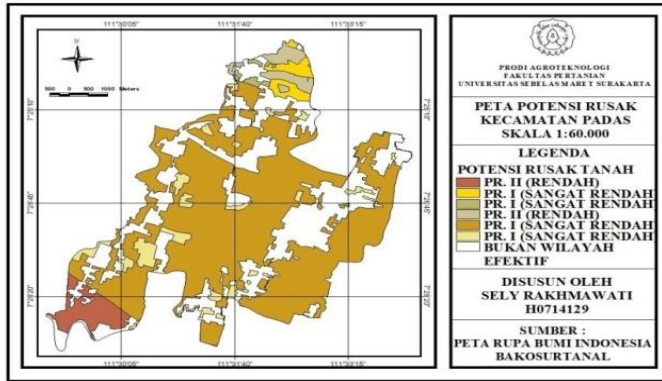 111°30'05"
111°31'40"
111°33'15"
N
500 0 500 1000 Meters
7°25'10"
7°25'10"
7°26'45"
7°26'45"
7°28'20"
7°28'20"
111°30'05"
111°31'40"
111°33'15"
PRODI AGROTEKNOLOGI
FAKULTAS PERTANIAN
UNIVERSITAS SEBELAS MARET SURAKARTA
PETA POTENSI RUSAK
KECAMATAN PADAS
SKALA 1:60.000
LEGENDA
POTENSI RUSAK TANAH
PR. II (RENDAH)
PR. I (SANGAT RENDAH)
PR. I (SANGAT RENDAH)
PR. II (RENDAH)
PR. I (SANGAT RENDAH)
PR. I (SANGAT RENDAH)
BUKAN WILAYAH
EFEKTIF
DISUSUN OLEH
SELY RAKHMAWATI
H0714129
SUMBER :
PETA RUPA BUMI INDONESIA
BAKOSURTANAL